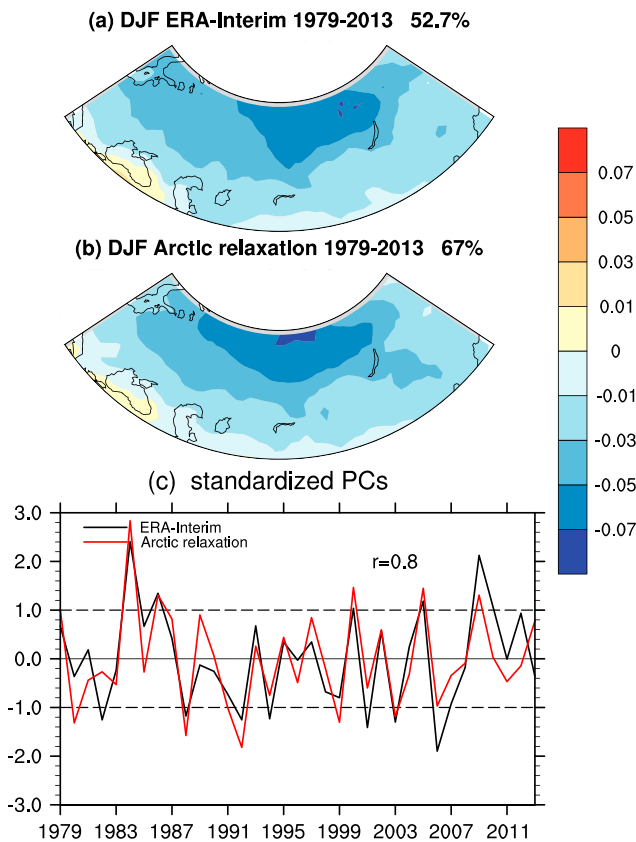 (a) DJF ERA-Interim 1979-2013 52.7%
(b) DJF Arctic relaxation 1979-2013 67%
0.07
0.05
0.03
0.01
0
-0.01
-0.03
-0.05
-0.07
(c) standardized PCs
3.0
2.0
1.0
0.0
-1.0
-2.0
-3.0
ERA-Interim
Arctic relaxation
r=0.8
1979 1983 1987 1991 1995 1999 2003 2007 2011